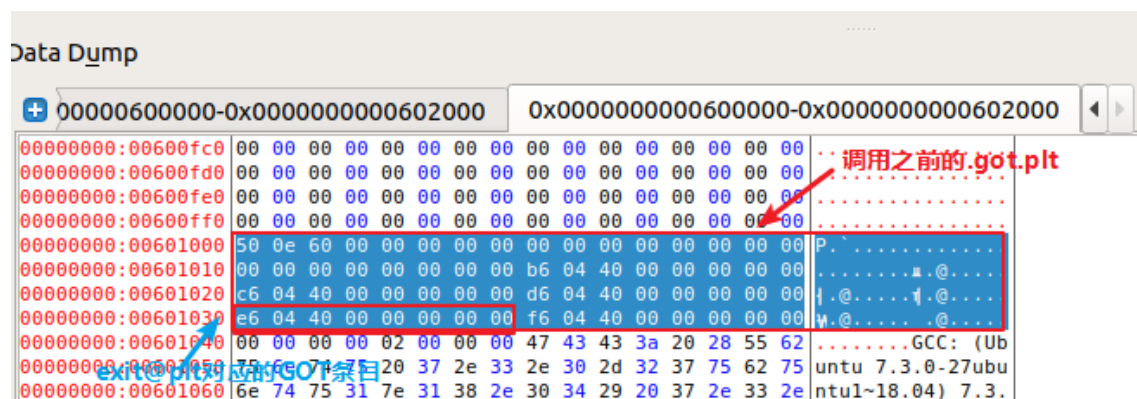 Data Dump
00000600000-0x0000000000602000 0x0000000000600000-0x0000000000602000
00000000:00600fc0 00 00 00 00 00 00 00 00 00 00 00 00 00 00 00 00 ................
调用之前的.got.plt
00000000:00600fd0 00 00 00 00 00 00 00 00 00 00 00 00 00 00 00 00 ................
00000000:00600fe0 00 00 00 00 00 00 00 00 00 00 00 00 00 00 00 00 ................
00000000:00600ff0 00 00 00 00 00 00 00 00 00 00 00 00 00 00 00 00 ................
00000000:00601000 50 0e 60 00 00 00 00 00 00 00 00 00 00 00 00 00 P.`.............
00000000:00601010 00 00 00 00 00 00 00 00 b6 04 40 00 00 00 00 00
00000000:00601020 c6 04 40 00 00 00 00 00 d6 04 40 00 00 00 00 00
00000000:00601030 e6 04 40 00 00 00 00 00 f6 04 40 00 00 00 00 00
00000000:00601040 00 00 00 00 02 00 00 00 47 43 43 3a 20 28 55 62 ........GCC: (Ub
00000000:00601050 75 6e 74 75 20 37 2e 33 2e 30 2d 32 37 75 62 75 untu 7.3.0-27ubu
exit@plt对应的GOT条目
00000000:00601060 6e 74 75 31 7e 31 38 2e 30 34 29 20 37 2e 33 2e ntu1~18.04) 7.3.